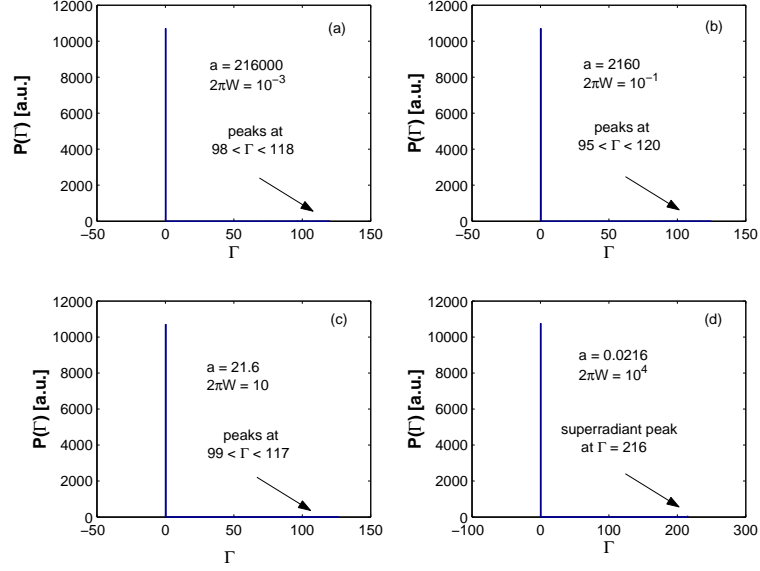 12000
10000
8000
6000
4000
2000
0
−50 0 50 100 150
P(Γ) [a.u.]
Γ
(a)
a = 216000
2πW = 10⁻³
peaks at
98 < Γ < 118
12000
10000
8000
6000
4000
2000
0
−50 0 50 100 150
P(Γ) [a.u.]
Γ
(b)
a = 2160
2πW = 10⁻¹
peaks at
95 < Γ < 120
12000
10000
8000
6000
4000
2000
0
−50 0 50 100 150
P(Γ) [a.u.]
Γ
(c)
a = 21.6
2πW = 10
peaks at
99 < Γ < 117
12000
10000
8000
6000
4000
2000
0
−100 0 100 200 300
P(Γ) [a.u.]
Γ
(d)
a = 0.0216
2πW = 10⁴
superradiant peak
at Γ = 216